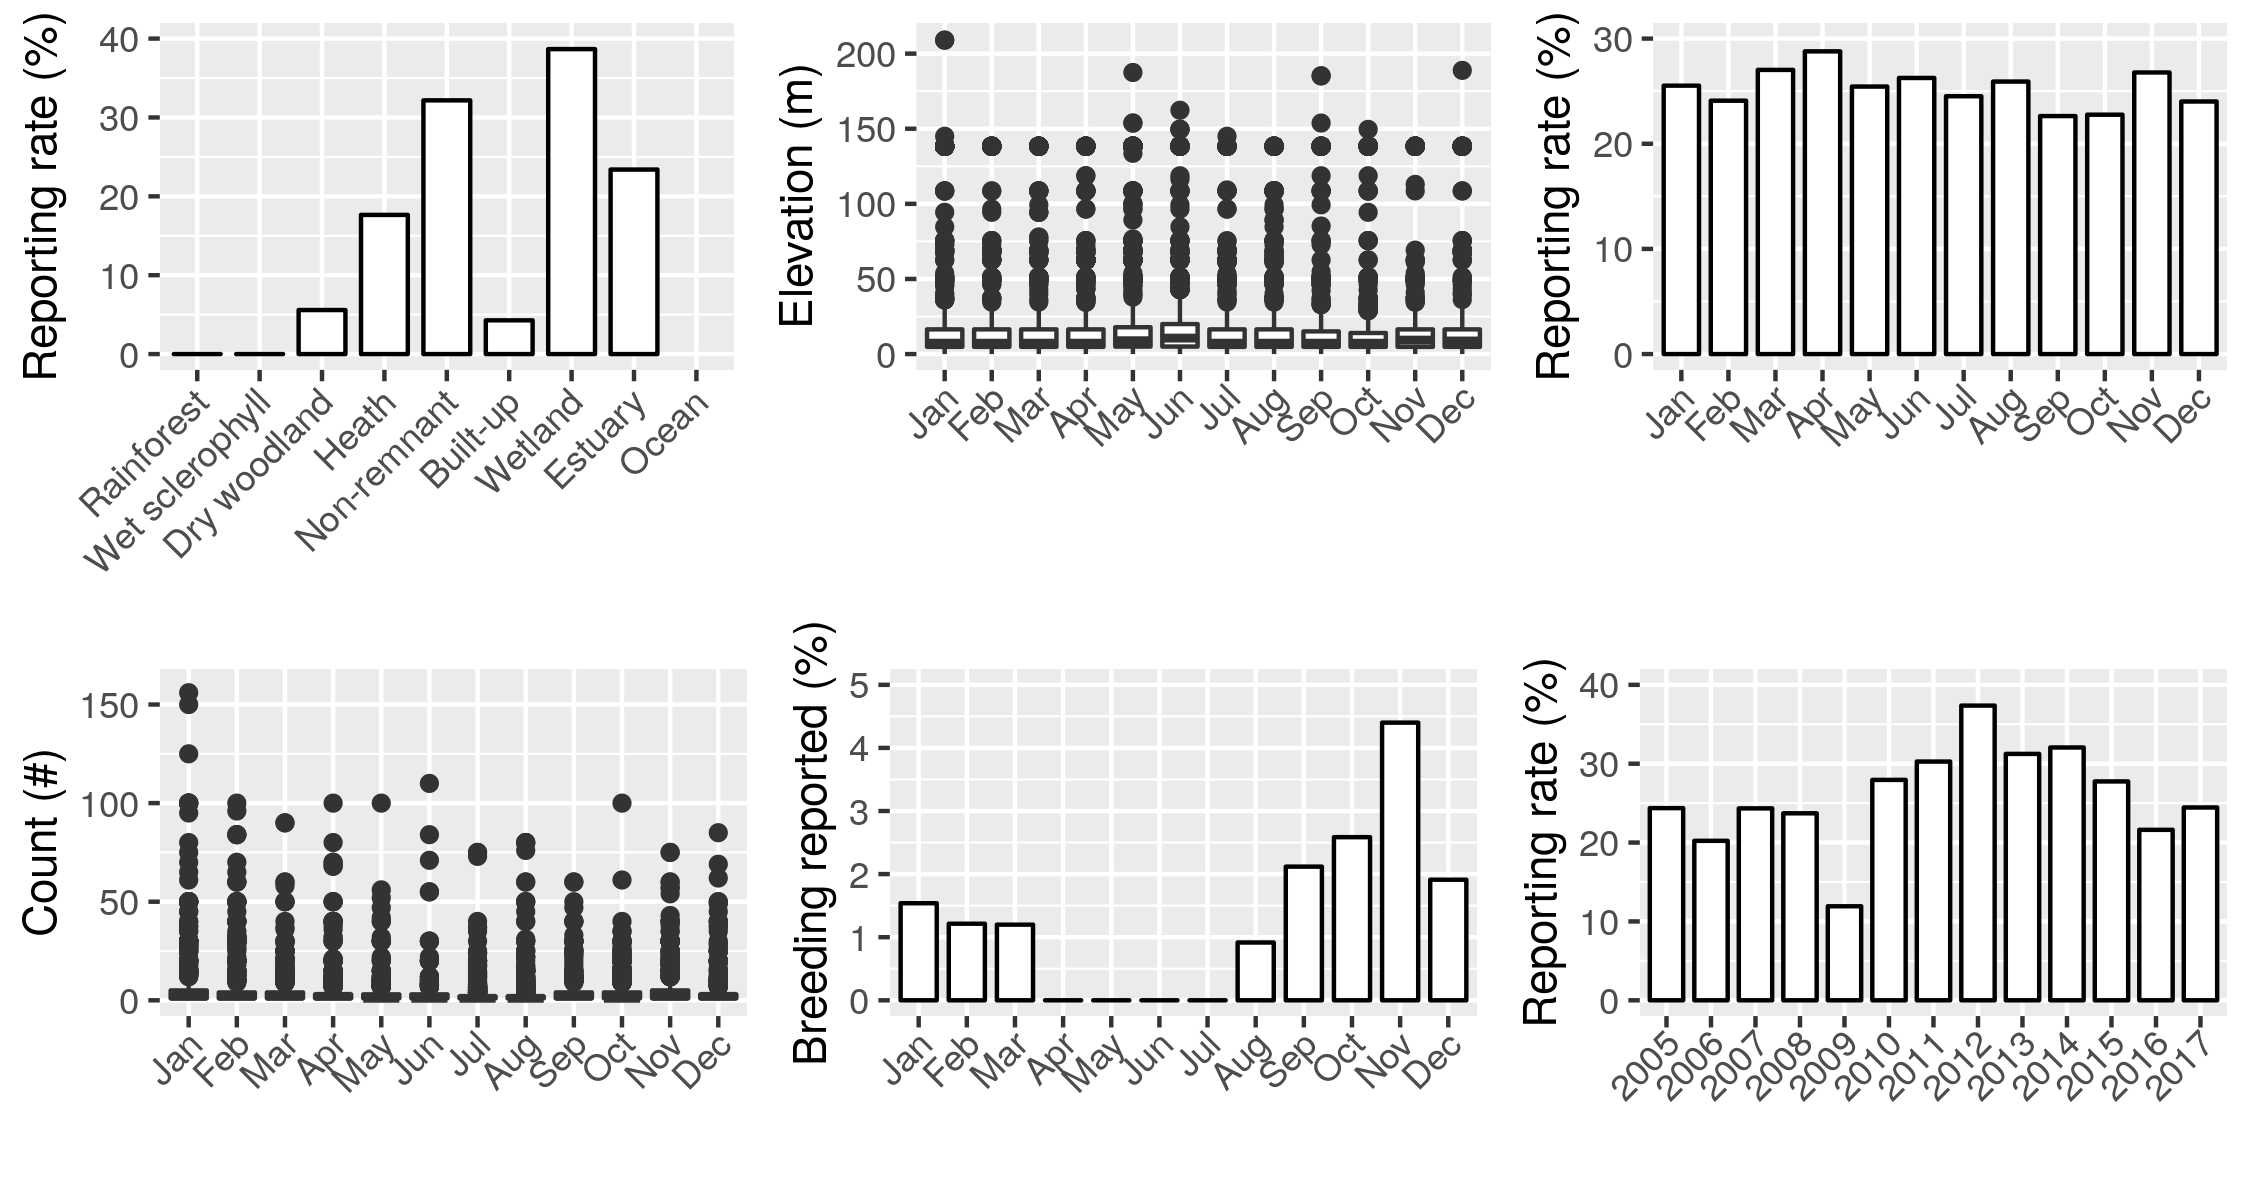 Reporting rate (%)
40
30
20
10
0
Rainforest
Wet sclerophyll
Dry woodland
Heath
Non-remnant
Built-up
Wetland
Estuary
Ocean
Elevation (m)
200
150
100
50
0
Jan
Feb
Mar
Apr
May
Jun
Jul
Aug
Sep
Oct
Nov
Dec
Reporting rate (%)
30
20
10
0
Jan
Feb
Mar
Apr
May
Jun
Jul
Aug
Sep
Oct
Nov
Dec
Count (#)
150
100
50
0
Jan
Feb
Mar
Apr
May
Jun
Jul
Aug
Sep
Oct
Nov
Dec
Breeding reported (%)
5
4
3
2
1
0
Jan
Feb
Mar
Apr
May
Jun
Jul
Aug
Sep
Oct
Nov
Dec
Reporting rate (%)
40
30
20
10
0
2005
2006
2007
2008
2009
2010
2011
2012
2013
2014
2015
2016
2017